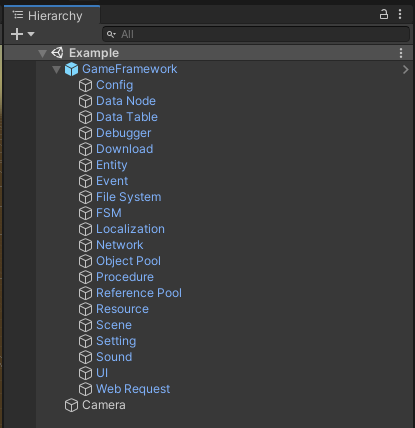 Hierarchy
All
Example
GameFramework
Config
Data Node
Data Table
Debugger
Download
Entity
Event
File System
FSM
Localization
Network
Object Pool
Procedure
Reference Pool
Resource
Scene
Setting
Sound
UI
Web Request
Camera